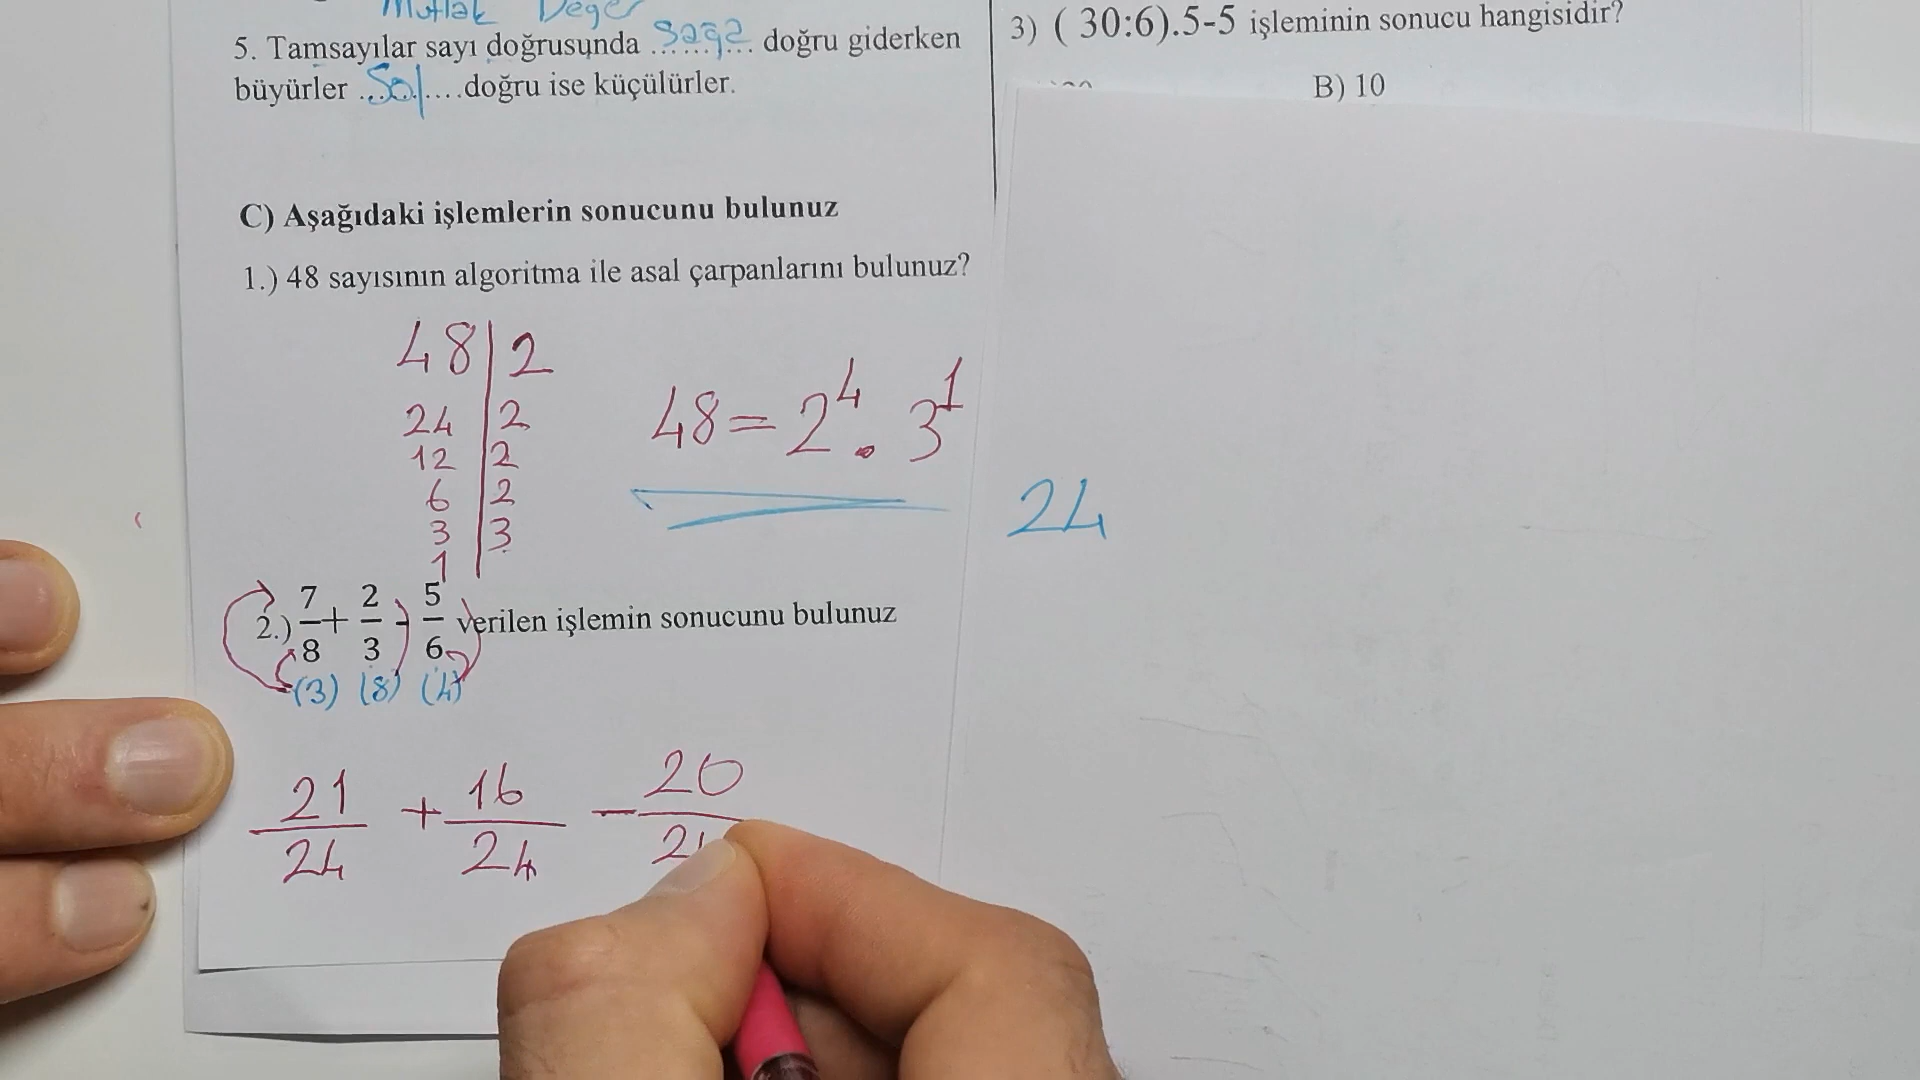 Mutlak Değer
5. Tamsayılar sayı doğrusunda ..sağa.. doğru giderken
büyürler ..Sol....doğru ise küçülürler.
C) Aşağıdaki işlemlerin sonucunu bulunuz
1.) 48 sayısının algoritma ile asal çarpanlarını bulunuz?
48|2
24|2
12|2
6|2
3|3
1|
48 = 2⁴ . 3¹
2.) 7/8 + 2/3 - 5/6 verilen işlemin sonucunu bulunuz
(3) (8) (4)
21/24 + 16/24 - 20/2
3) ( 30:6).5-5 işleminin sonucu hangisidir?
B) 10
24